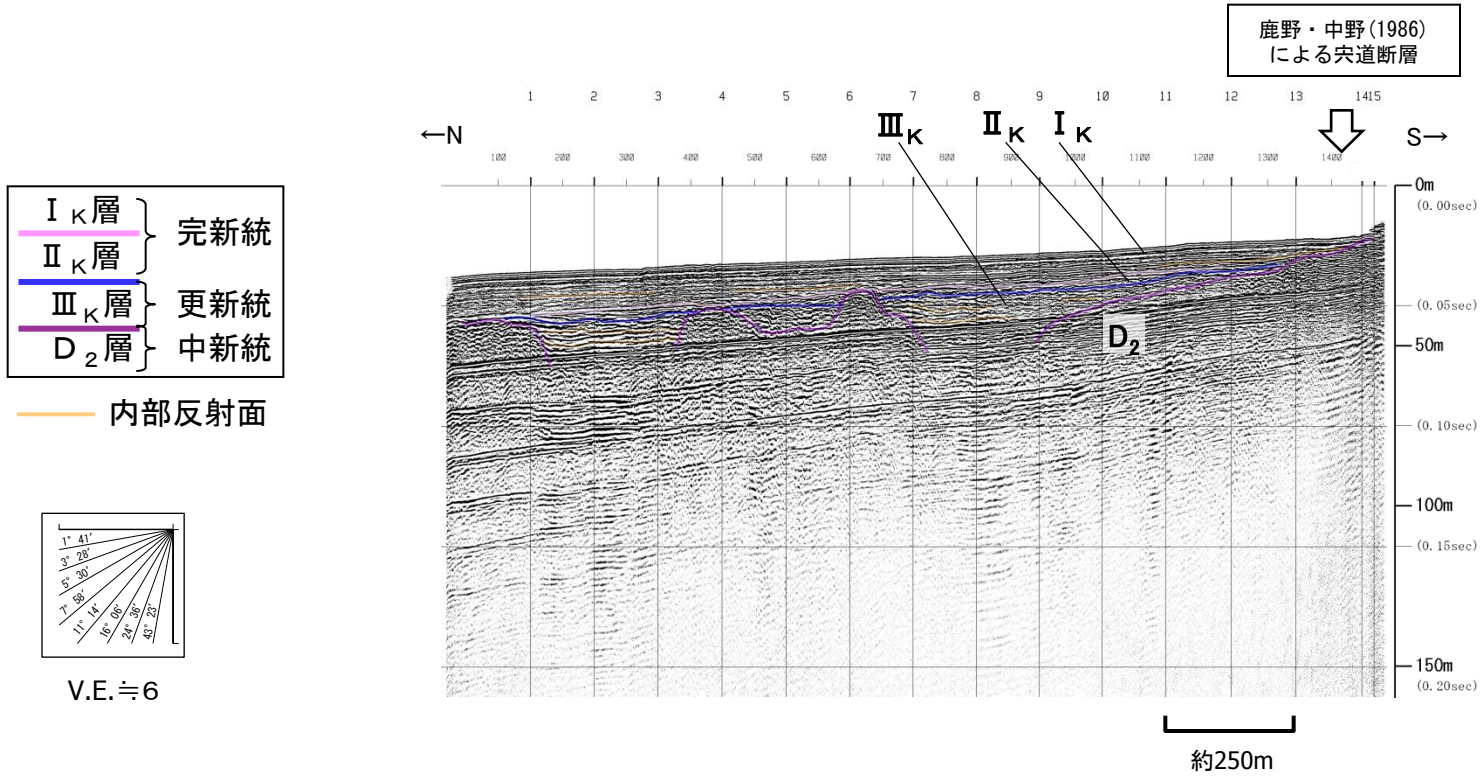 鹿野・中野(1986)
による宍道断層
1 2 3 4 5 6 7 8 9 10 11 12 13 1415
←N
ⅢK
ⅡK
ⅠK
S→
100 200 300 400 500 600 700 800 900 1000 1100 1200 1300 1400
0m
(0.00sec)
(0.05sec)
50m
(0.10sec)
100m
(0.15sec)
150m
(0.20sec)
D2
約250m
ⅠK層
ⅡK層
完新統
ⅢK層
更新統
D2層
中新統
内部反射面
1° 41′
3° 28′
5° 30′
7° 58′
11° 14′
16° 06′
24° 36′
43° 23′
V.E.≒6